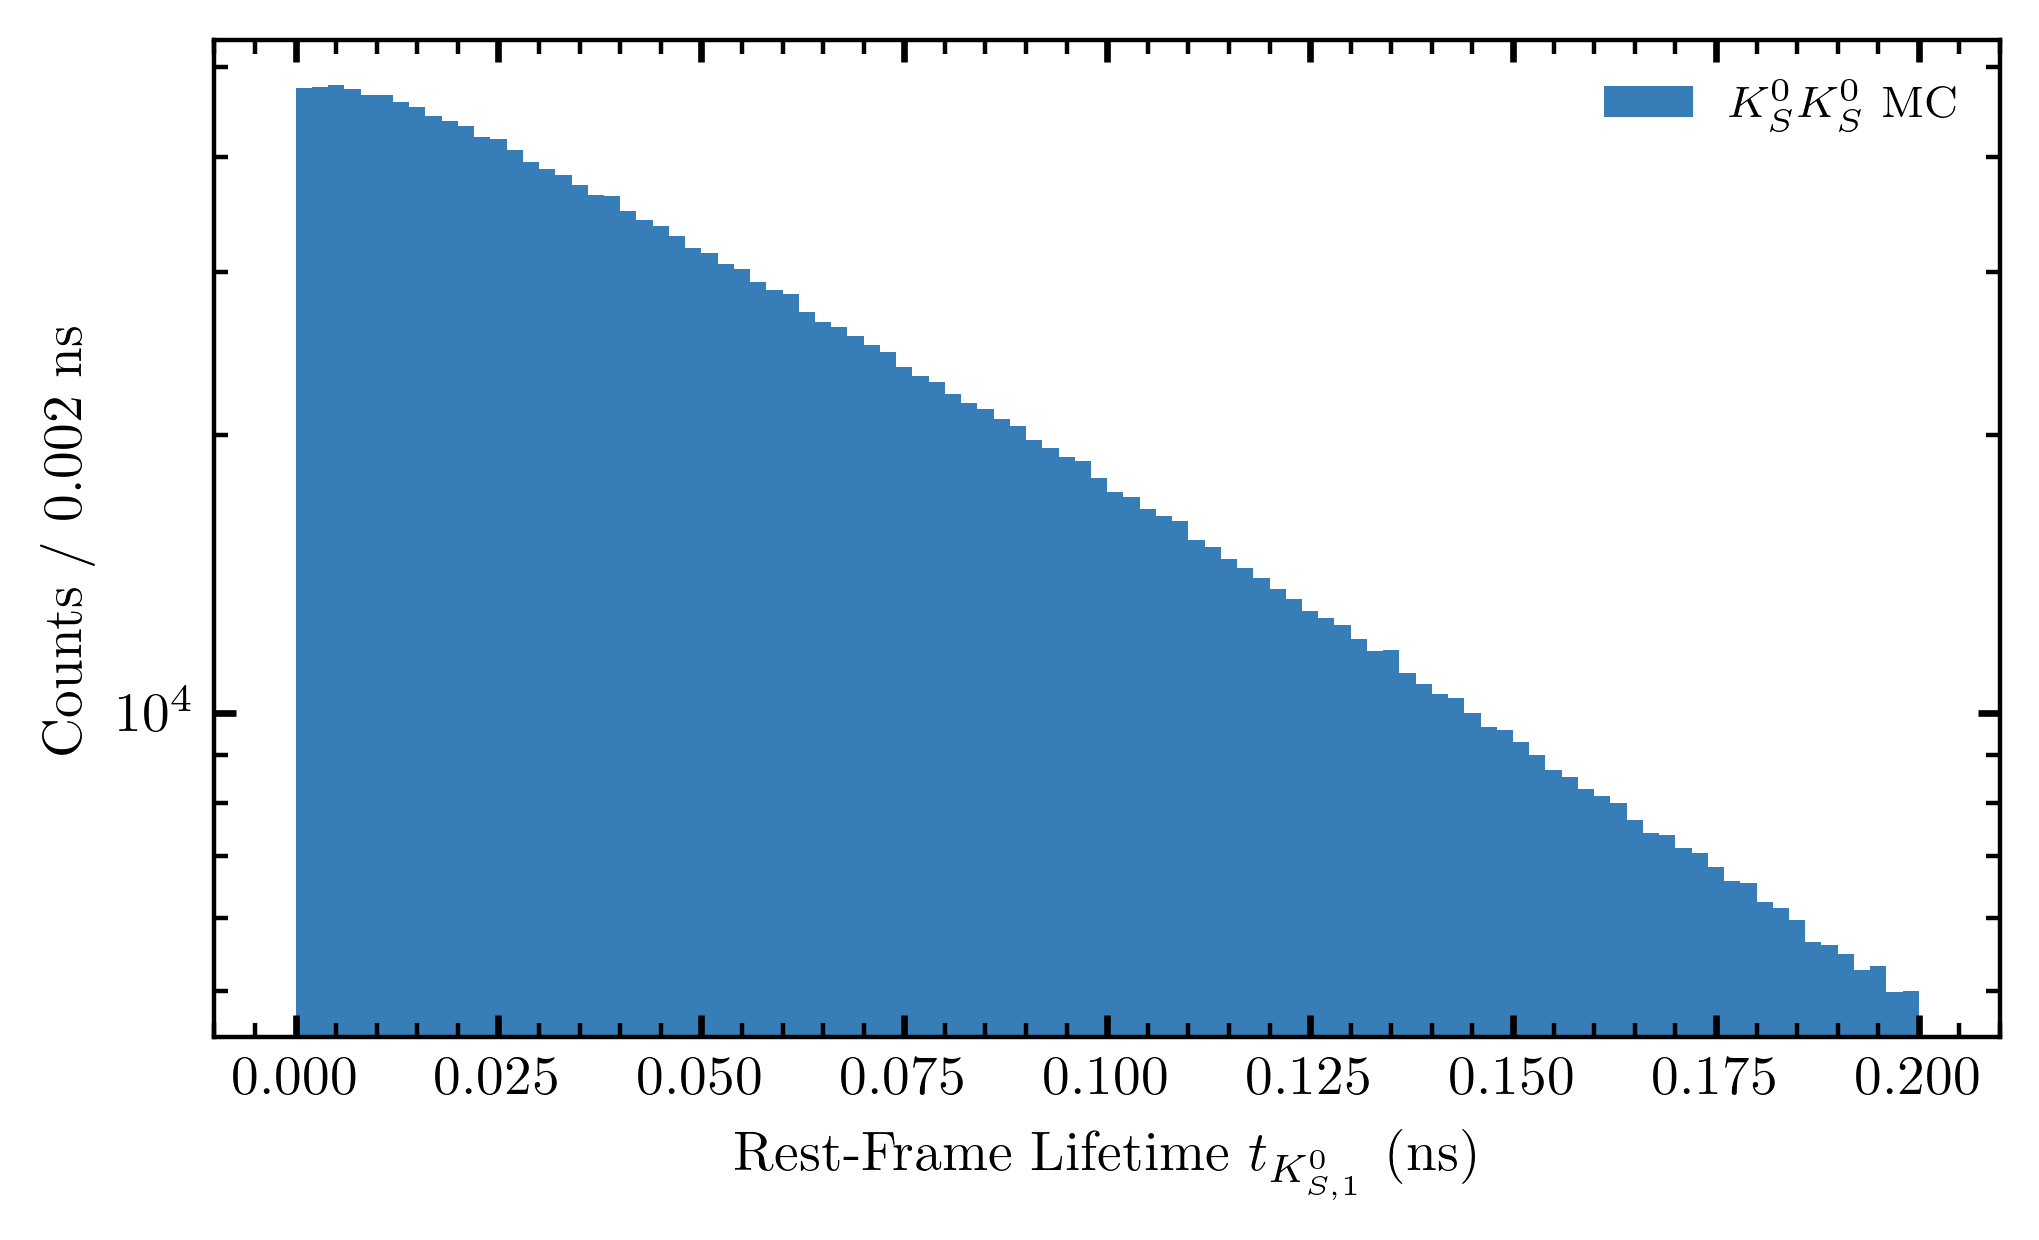 $K_S^0 K_S^0$ MC
Counts / 0.002 ns
$10^4$
0.000 0.025 0.050 0.075 0.100 0.125 0.150 0.175 0.200
Rest-Frame Lifetime $t_{K_{S,1}^0}$ (ns)